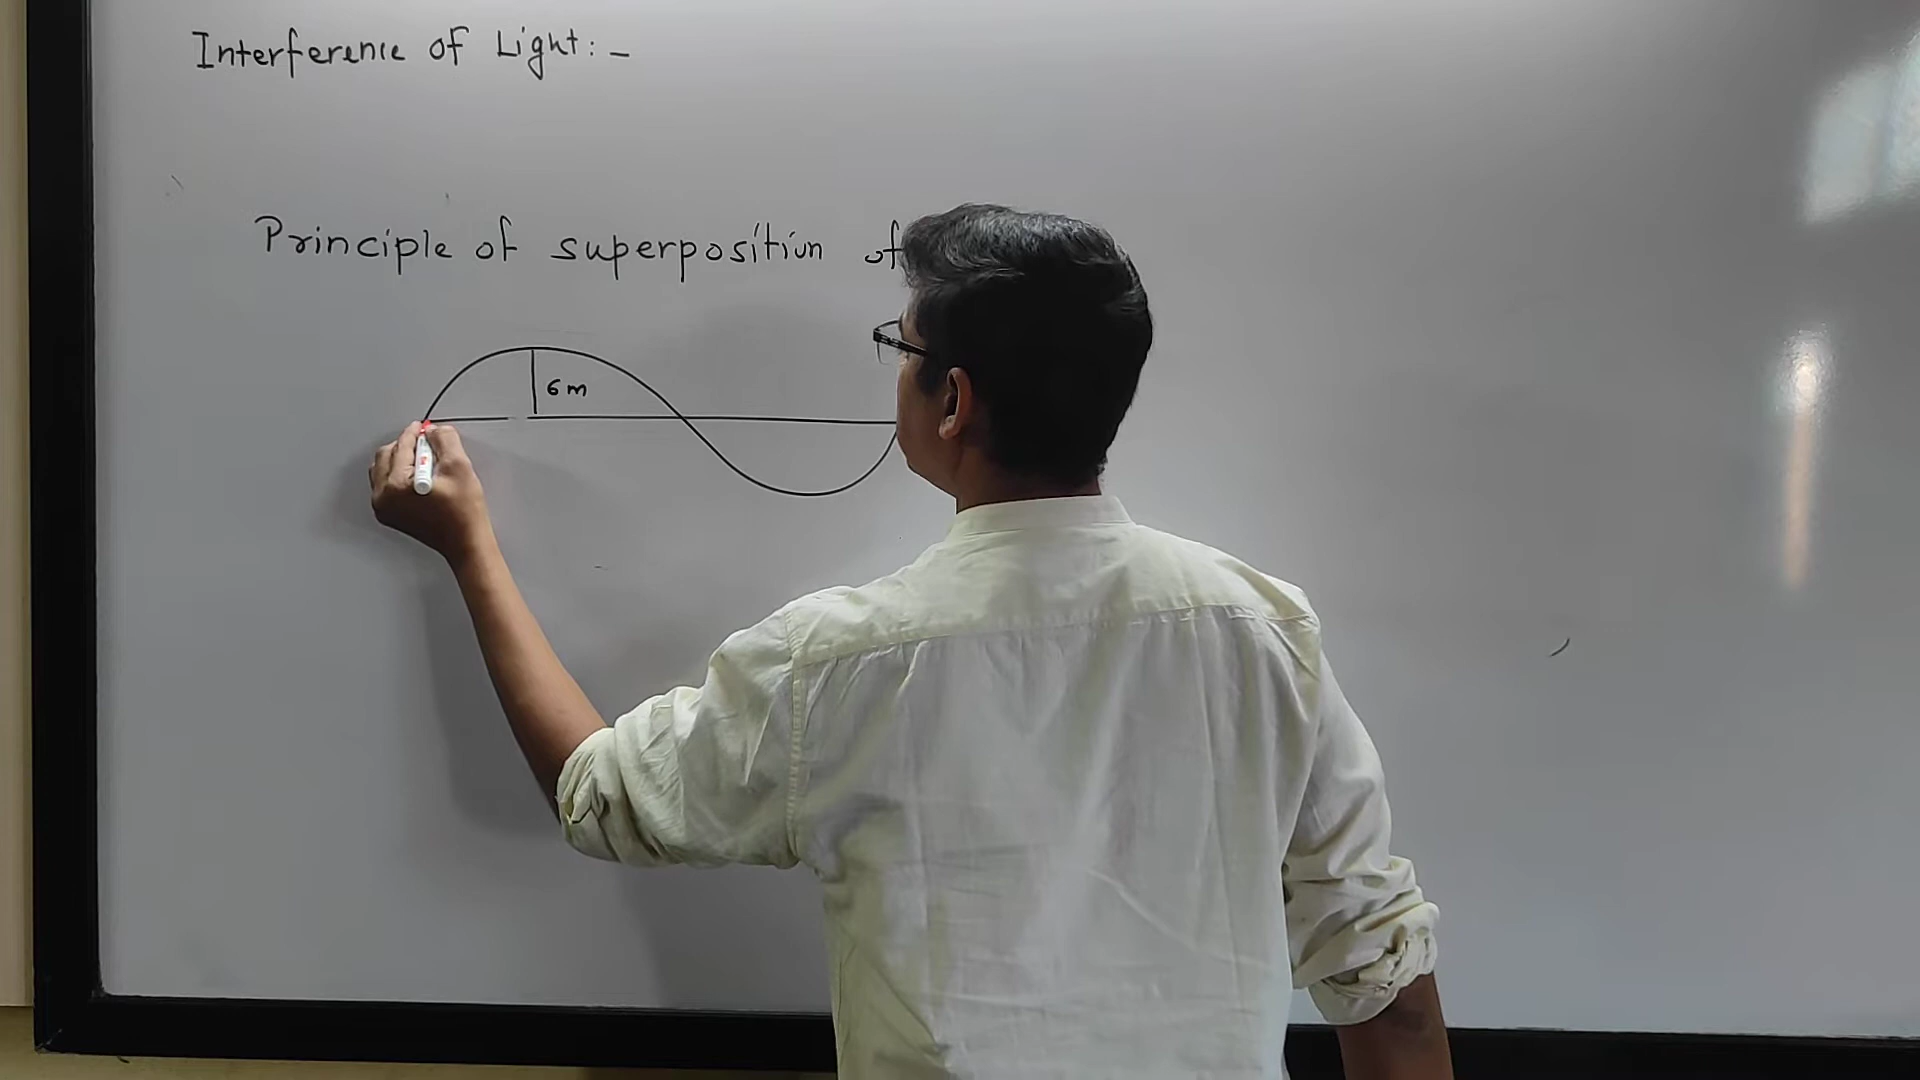 Interference of Light:-
Principle of superposition of
6m